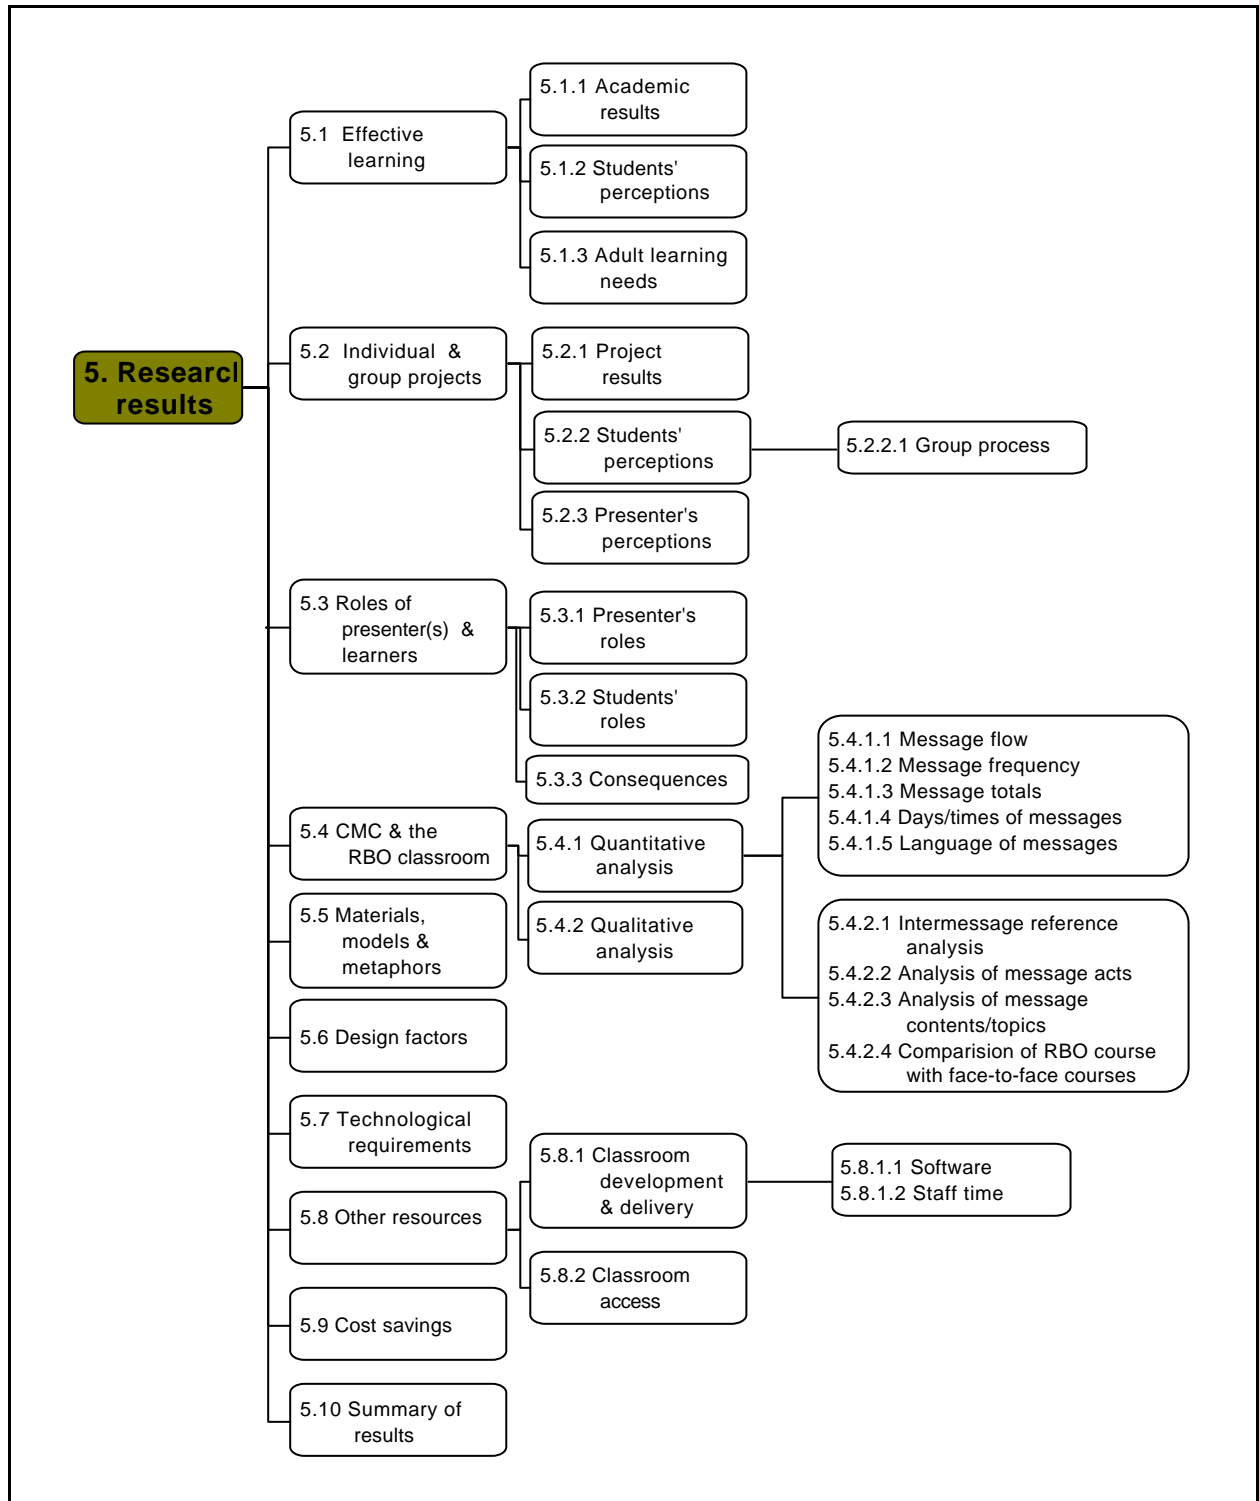 5. Research
results
5.1 Effective
learning
5.1.1 Academic
results
5.1.2 Students'
perceptions
5.1.3 Adult learning
needs
5.2 Individual &
group projects
5.2.1 Project
results
5.2.2 Students'
perceptions
5.2.2.1 Group process
5.2.3 Presenter's
perceptions
5.3 Roles of
presenter(s) &
learners
5.3.1 Presenter's
roles
5.3.2 Students'
roles
5.3.3 Consequences
5.4 CMC & the
RBO classroom
5.4.1 Quantitative
analysis
5.4.1.1 Message flow
5.4.1.2 Message frequency
5.4.1.3 Message totals
5.4.1.4 Days/times of messages
5.4.1.5 Language of messages
5.4.2 Qualitative
analysis
5.4.2.1 Intermessage reference
analysis
5.4.2.2 Analysis of message acts
5.4.2.3 Analysis of message
contents/topics
5.4.2.4 Comparision of RBO course
with face-to-face courses
5.5 Materials,
models &
metaphors
5.6 Design factors
5.7 Technological
requirements
5.8 Other resources
5.8.1 Classroom
development
& delivery
5.8.1.1 Software
5.8.1.2 Staff time
5.8.2 Classroom
access
5.9 Cost savings
5.10 Summary of
results